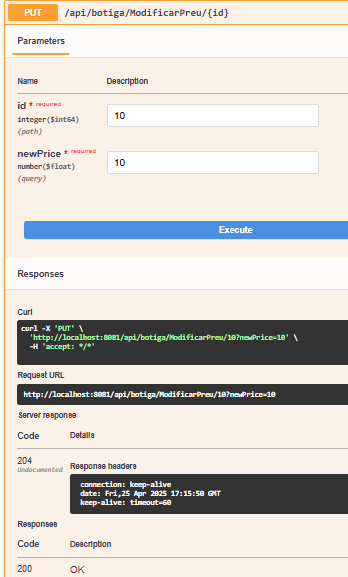 PUT /api/botiga/ModificarPreu/{id}
Parameters
Name Description
id * required
integer($int64)
(path)
10
newPrice * required
number($float)
(query)
10
Execute
Responses
Curl
curl -X 'PUT' \
'http://localhost:8081/api/botiga/ModificarPreu/10?newPrice=10' \
-H 'accept: */*'
Request URL
http://localhost:8081/api/botiga/ModificarPreu/10?newPrice=10
Server response
Code Details
204
Undocumented
Response headers
connection: keep-alive
date: Fri,25 Apr 2025 17:15:50 GMT
keep-alive: timeout=60
Responses
Code Description
200 OK